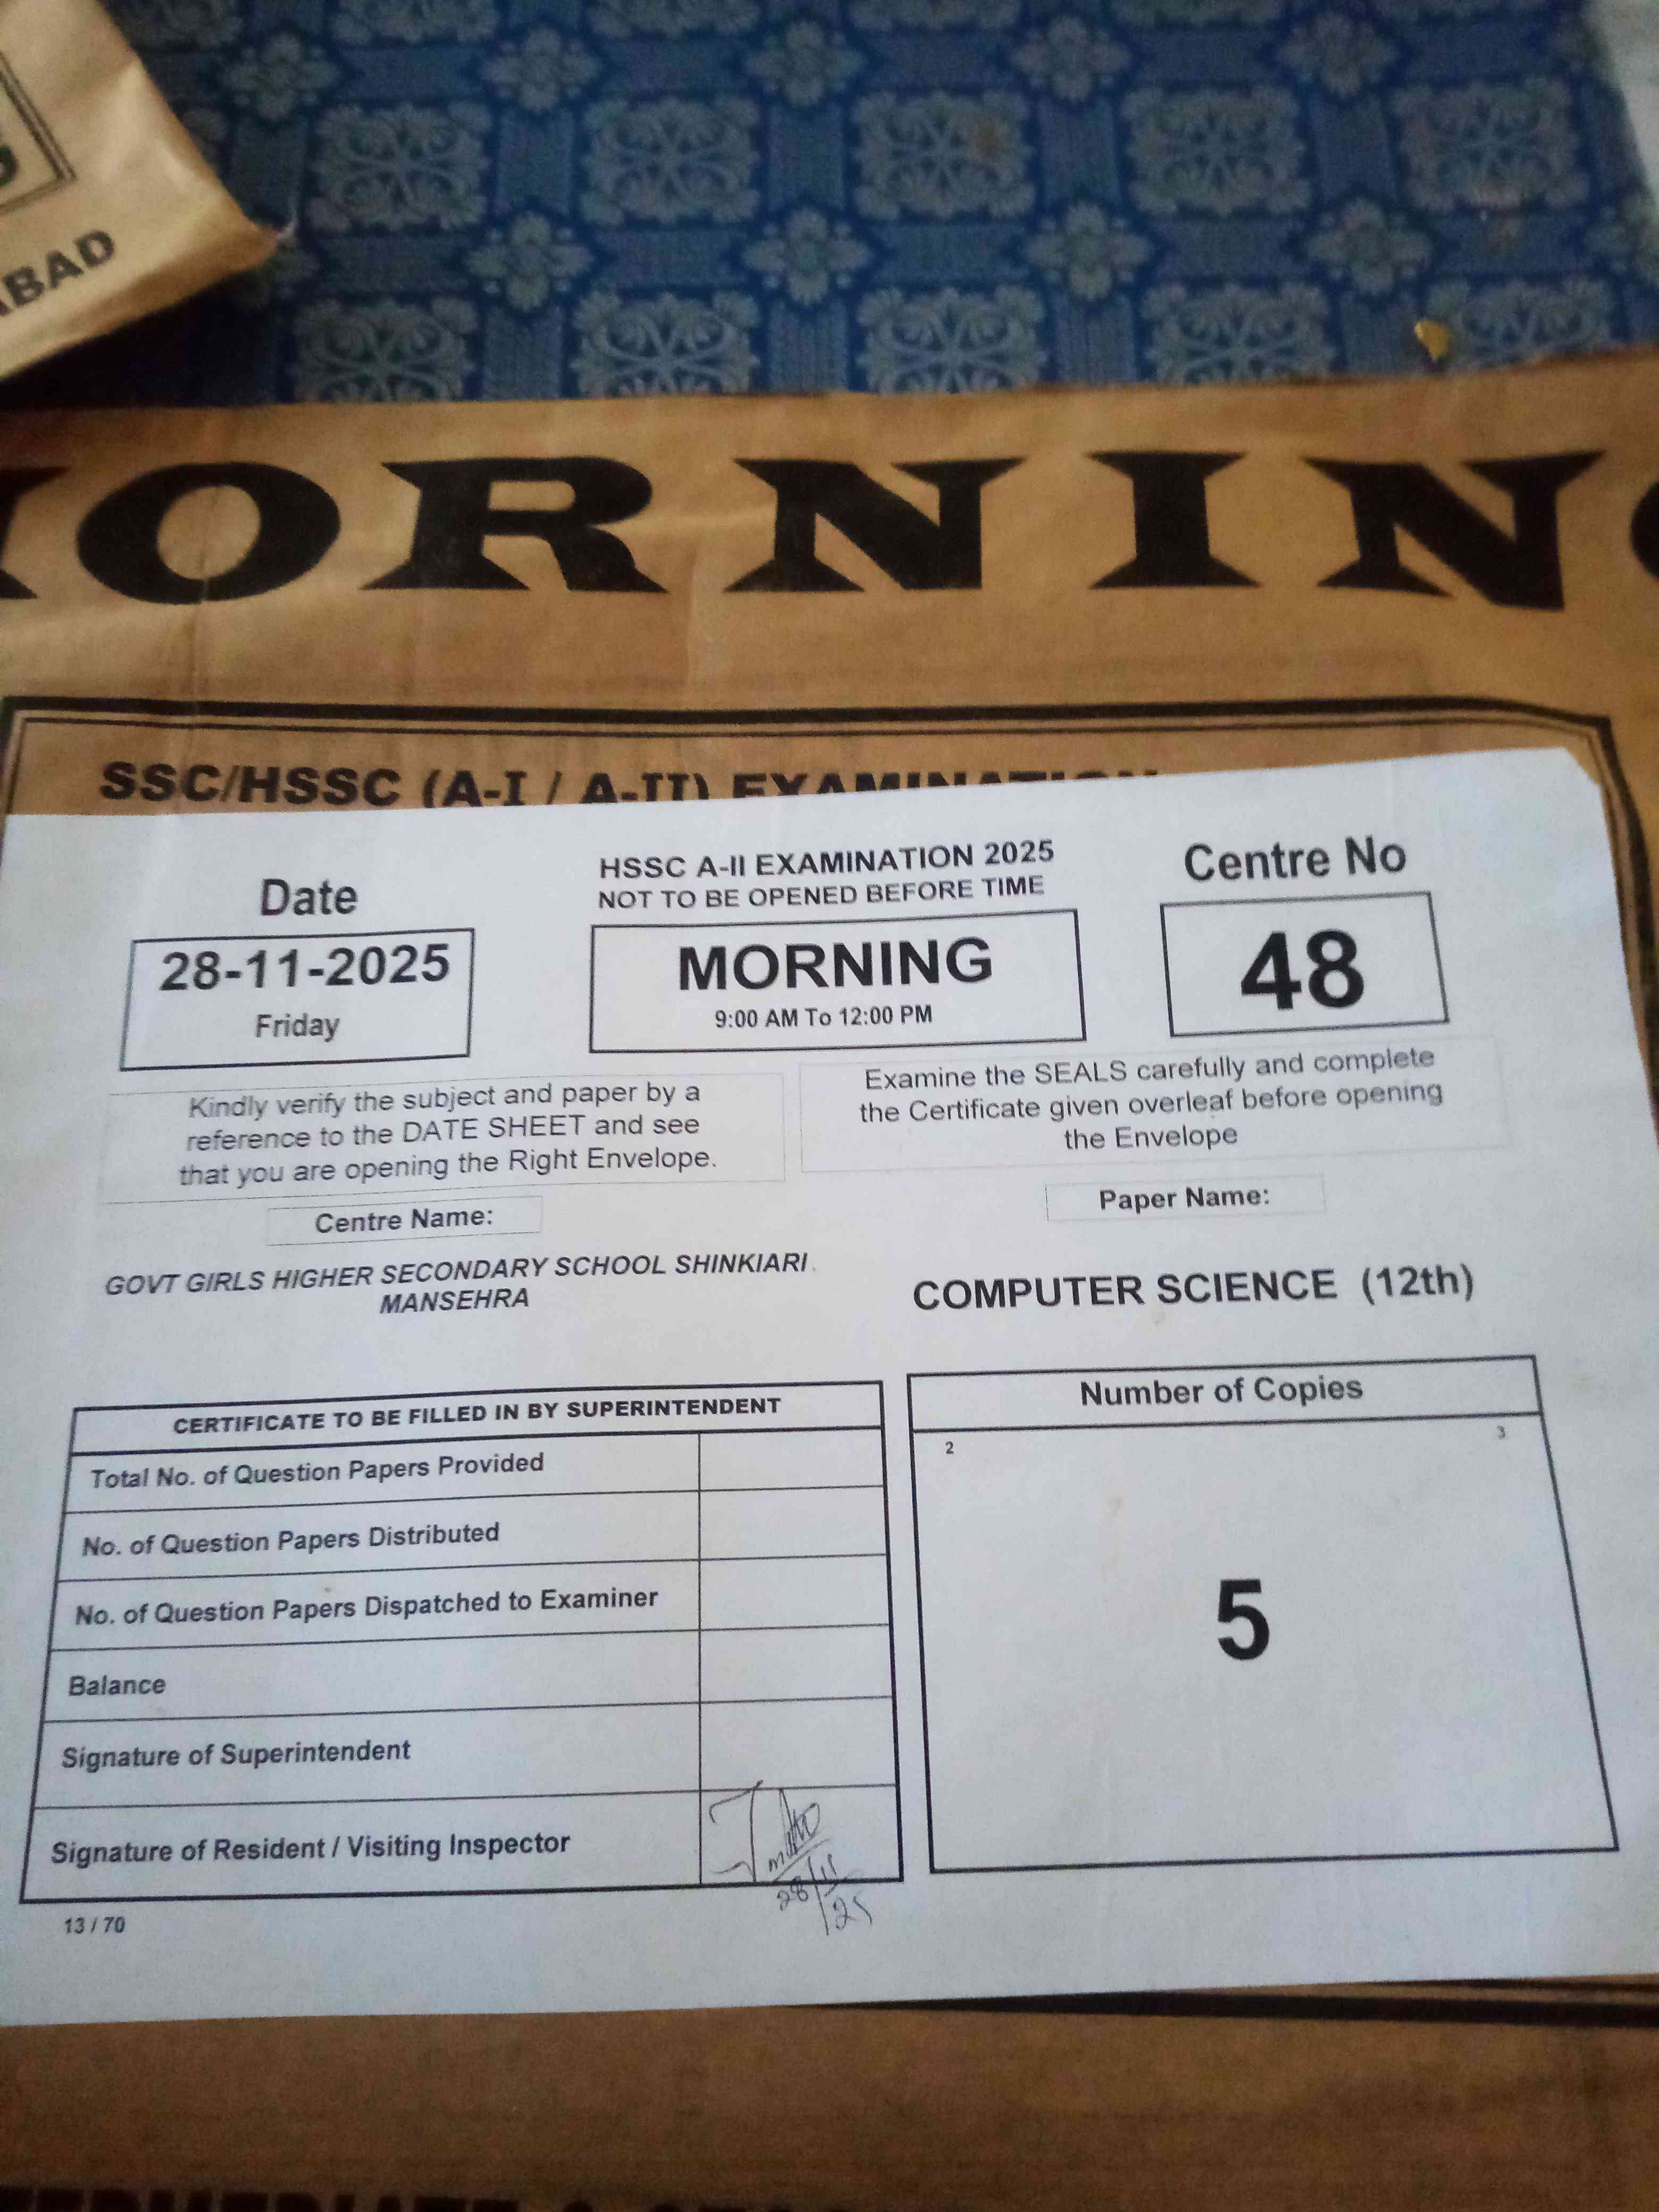 ABAD
MORNING
SSC/HSSC (A-I / A-II) EXAMINATION
HSSC A-II EXAMINATION 2025
NOT TO BE OPENED BEFORE TIME
Date
28-11-2025
Friday
MORNING
9:00 AM To 12:00 PM
Centre No
48
Kindly verify the subject and paper by a
reference to the DATE SHEET and see
that you are opening the Right Envelope.
Examine the SEALS carefully and complete
the Certificate given overleaf before opening
the Envelope
Centre Name:
GOVT GIRLS HIGHER SECONDARY SCHOOL SHINKIARI
MANSEHRA
Paper Name:
COMPUTER SCIENCE (12th)
CERTIFICATE TO BE FILLED IN BY SUPERINTENDENT
Total No. of Question Papers Provided
No. of Question Papers Distributed
No. of Question Papers Dispatched to Examiner
Balance
Signature of Superintendent
Signature of Resident / Visiting Inspector
28/11/25
Number of Copies
2 3
5
13 / 70